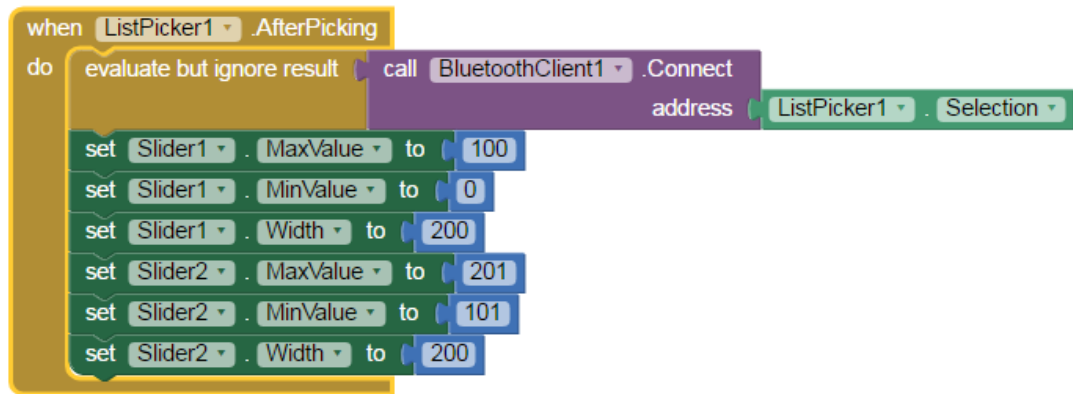 when ListPicker1 .AfterPicking
do evaluate but ignore result call BluetoothClient1 .Connect
address ListPicker1 . Selection
set Slider1 . MaxValue to 100
set Slider1 . MinValue to 0
set Slider1 . Width to 200
set Slider2 . MaxValue to 201
set Slider2 . MinValue to 101
set Slider2 . Width to 200